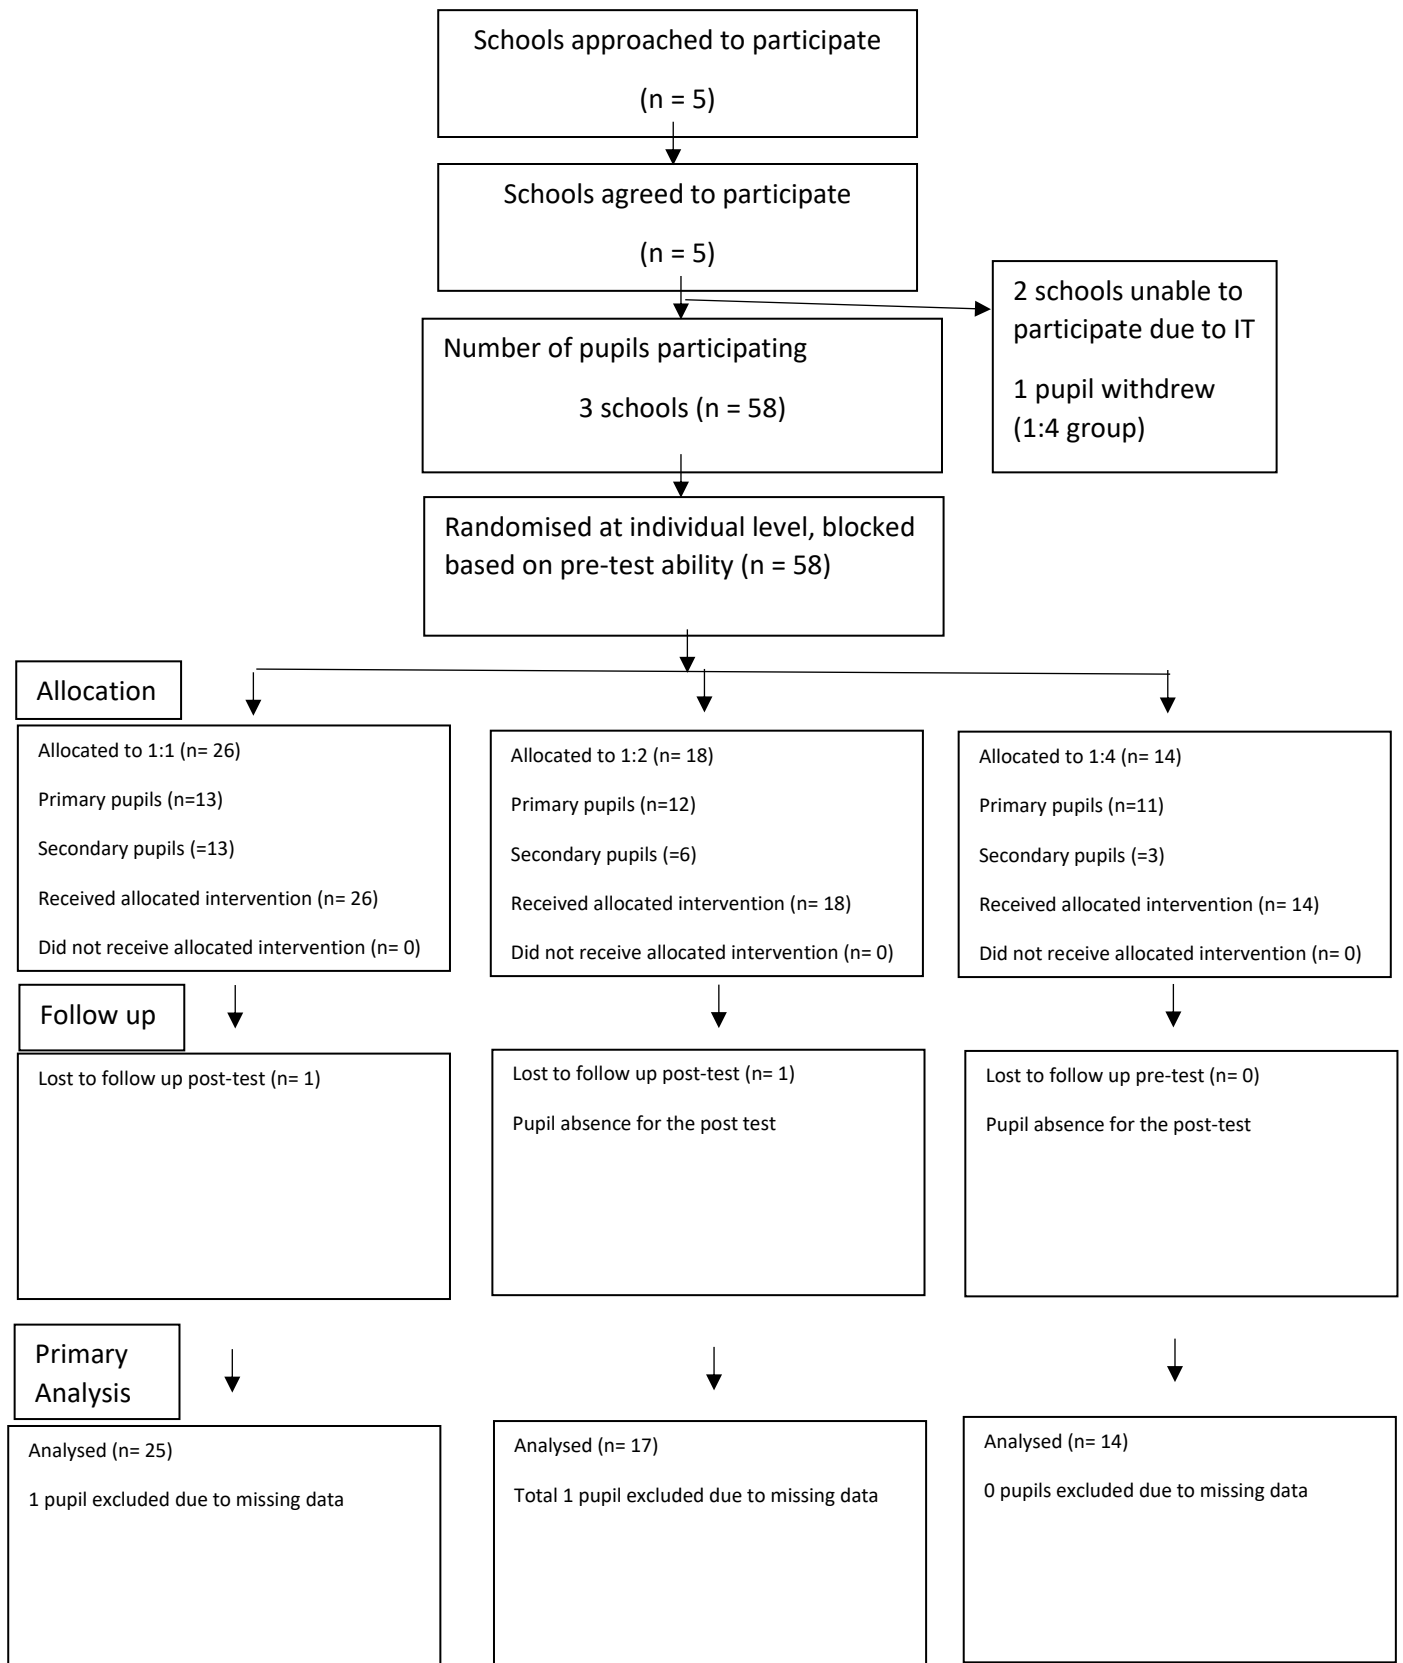 Schools approached to participate
(n = 5)
Schools agreed to participate
(n = 5)
2 schools unable to
participate due to IT
1 pupil withdrew
(1:4 group)
Number of pupils participating
3 schools (n = 58)
Randomised at individual level, blocked
based on pre-test ability (n = 58)
Allocation
Allocated to 1:1 (n= 26)
Primary pupils (n=13)
Secondary pupils (=13)
Received allocated intervention (n= 26)
Did not receive allocated intervention (n= 0)
Allocated to 1:2 (n= 18)
Primary pupils (n=12)
Secondary pupils (=6)
Received allocated intervention (n= 18)
Did not receive allocated intervention (n= 0)
Allocated to 1:4 (n= 14)
Primary pupils (n=11)
Secondary pupils (=3)
Received allocated intervention (n= 14)
Did not receive allocated intervention (n= 0)
Follow up
Lost to follow up post-test (n= 1)
Lost to follow up post-test (n= 1)
Pupil absence for the post test
Lost to follow up pre-test (n= 0)
Pupil absence for the post-test
Primary
Analysis
Analysed (n= 25)
1 pupil excluded due to missing data
Analysed (n= 17)
Total 1 pupil excluded due to missing data
Analysed (n= 14)
0 pupils excluded due to missing data